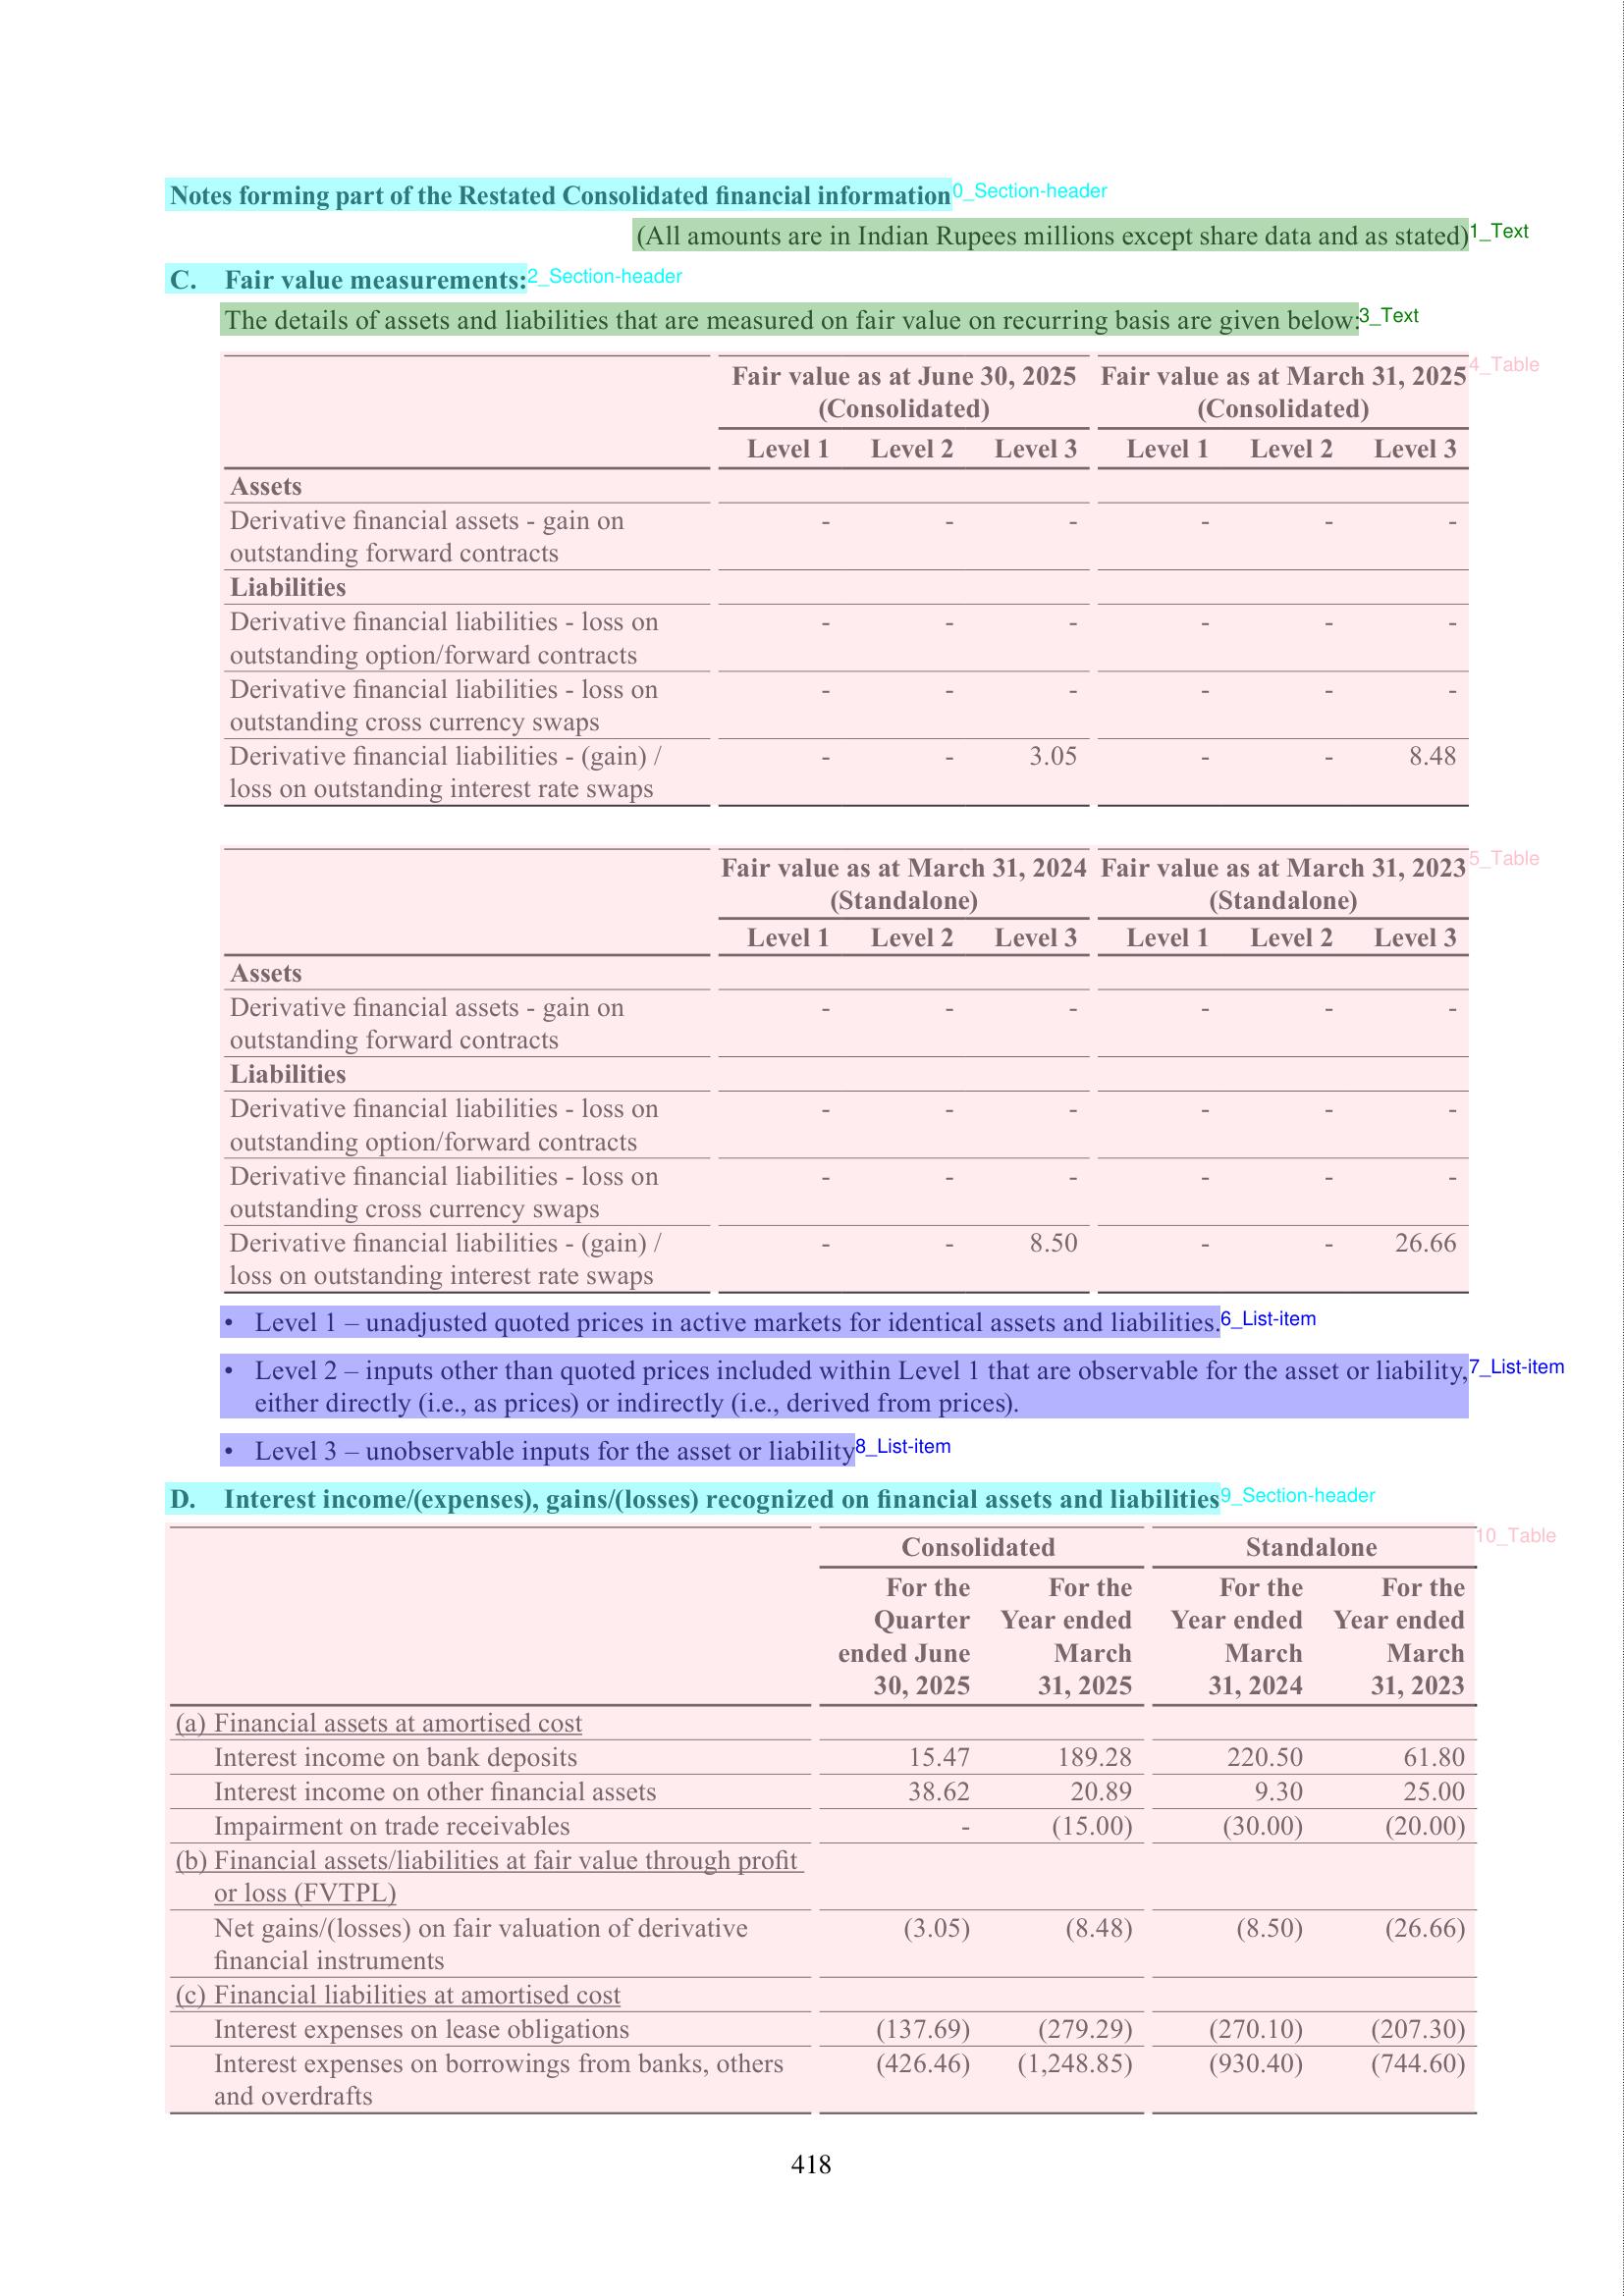 Notes forming part of the Restated Consolidated financial information 0_Section-header
(All amounts are in Indian Rupees millions except share data and as stated) 1_Text
C. Fair value measurements: 2_Section-header
The details of assets and liabilities that are measured on fair value on recurring basis are given below: 3_Text
4_Table
Fair value as at June 30, 2025 Fair value as at March 31, 2025
(Consolidated) (Consolidated)
Level 1 Level 2 Level 3 Level 1 Level 2 Level 3
Assets
Derivative financial assets - gain on - - - - - -
outstanding forward contracts
Liabilities
Derivative financial liabilities - loss on - - - - - -
outstanding option/forward contracts
Derivative financial liabilities - loss on - - - - - -
outstanding cross currency swaps
Derivative financial liabilities - (gain) / - - 3.05 - - 8.48
loss on outstanding interest rate swaps
5_Table
Fair value as at March 31, 2024 Fair value as at March 31, 2023
(Standalone) (Standalone)
Level 1 Level 2 Level 3 Level 1 Level 2 Level 3
Assets
Derivative financial assets - gain on - - - - - -
outstanding forward contracts
Liabilities
Derivative financial liabilities - loss on - - - - - -
outstanding option/forward contracts
Derivative financial liabilities - loss on - - - - - -
outstanding cross currency swaps
Derivative financial liabilities - (gain) / - - 8.50 - - 26.66
loss on outstanding interest rate swaps
• Level 1 – unadjusted quoted prices in active markets for identical assets and liabilities. 6_List-item
• Level 2 – inputs other than quoted prices included within Level 1 that are observable for the asset or liability, 7_List-item
either directly (i.e., as prices) or indirectly (i.e., derived from prices).
• Level 3 – unobservable inputs for the asset or liability 8_List-item
D. Interest income/(expenses), gains/(losses) recognized on financial assets and liabilities 9_Section-header
10_Table
Consolidated Standalone
For the For the For the For the
Quarter Year ended Year ended Year ended
ended June March March March
30, 2025 31, 2025 31, 2024 31, 2023
(a) Financial assets at amortised cost
Interest income on bank deposits 15.47 189.28 220.50 61.80
Interest income on other financial assets 38.62 20.89 9.30 25.00
Impairment on trade receivables - (15.00) (30.00) (20.00)
(b) Financial assets/liabilities at fair value through profit
or loss (FVTPL)
Net gains/(losses) on fair valuation of derivative (3.05) (8.48) (8.50) (26.66)
financial instruments
(c) Financial liabilities at amortised cost
Interest expenses on lease obligations (137.69) (279.29) (270.10) (207.30)
Interest expenses on borrowings from banks, others (426.46) (1,248.85) (930.40) (744.60)
and overdrafts
418